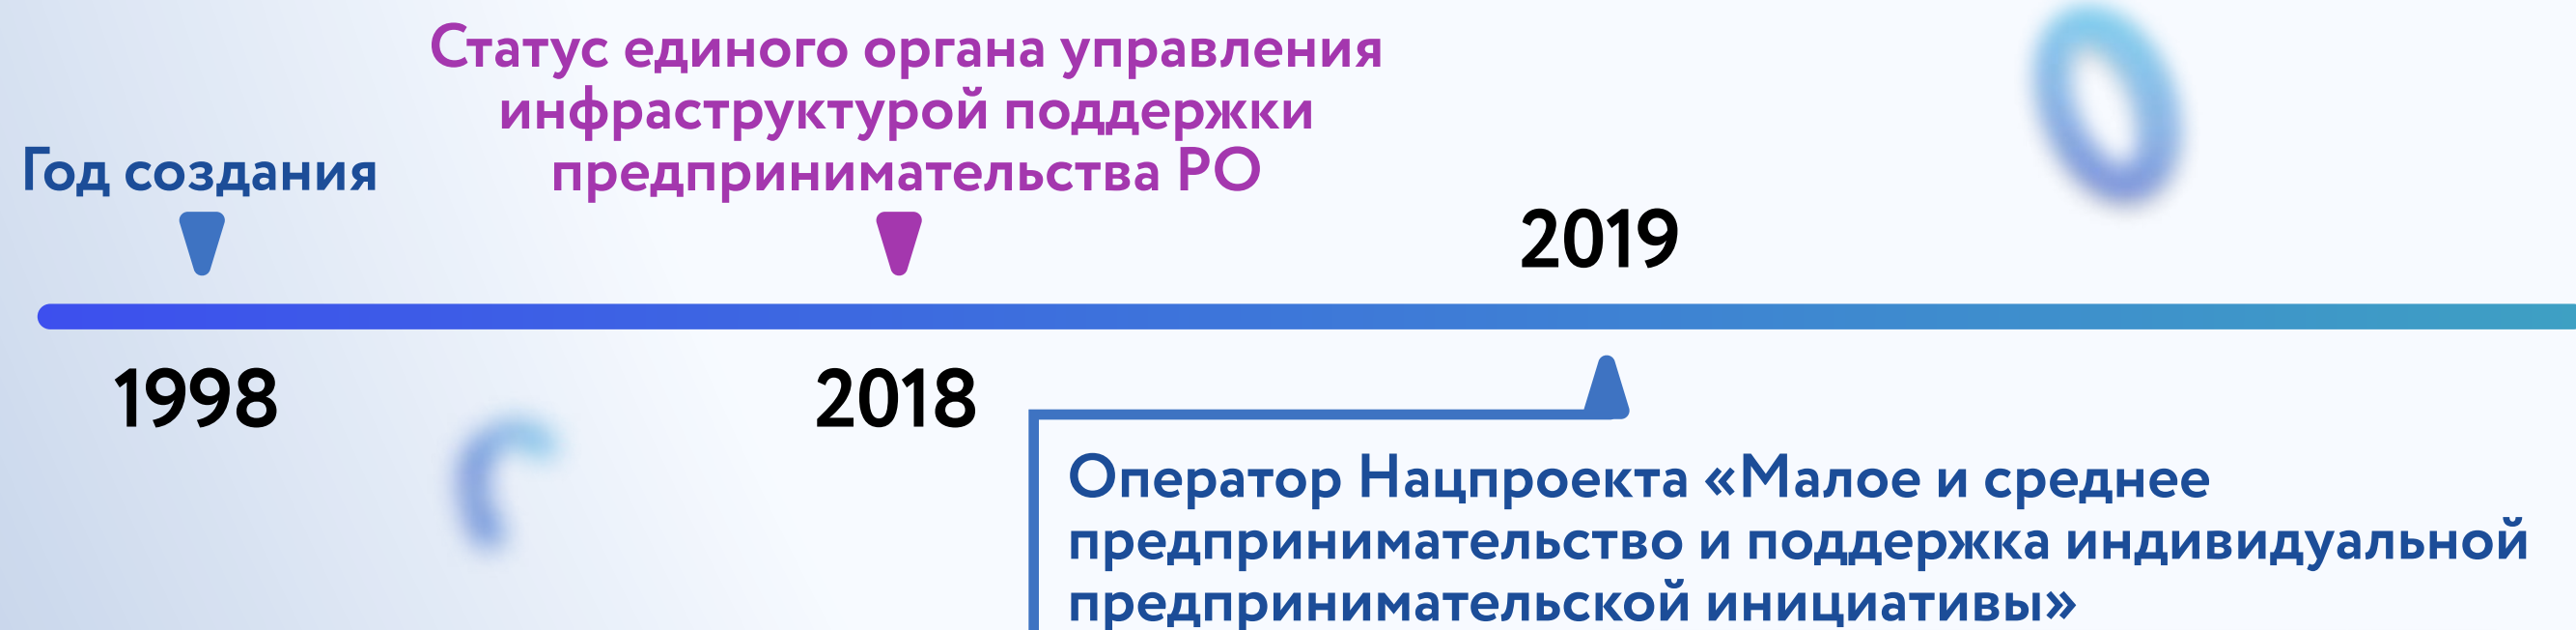 Статус единого органа управления
инфраструктурой поддержки
предпринимательства РО
Год создания
2019
1998
2018
Оператор Нацпроекта «Малое и среднее
предпринимательство и поддержка индивидуальной
предпринимательской инициативы»